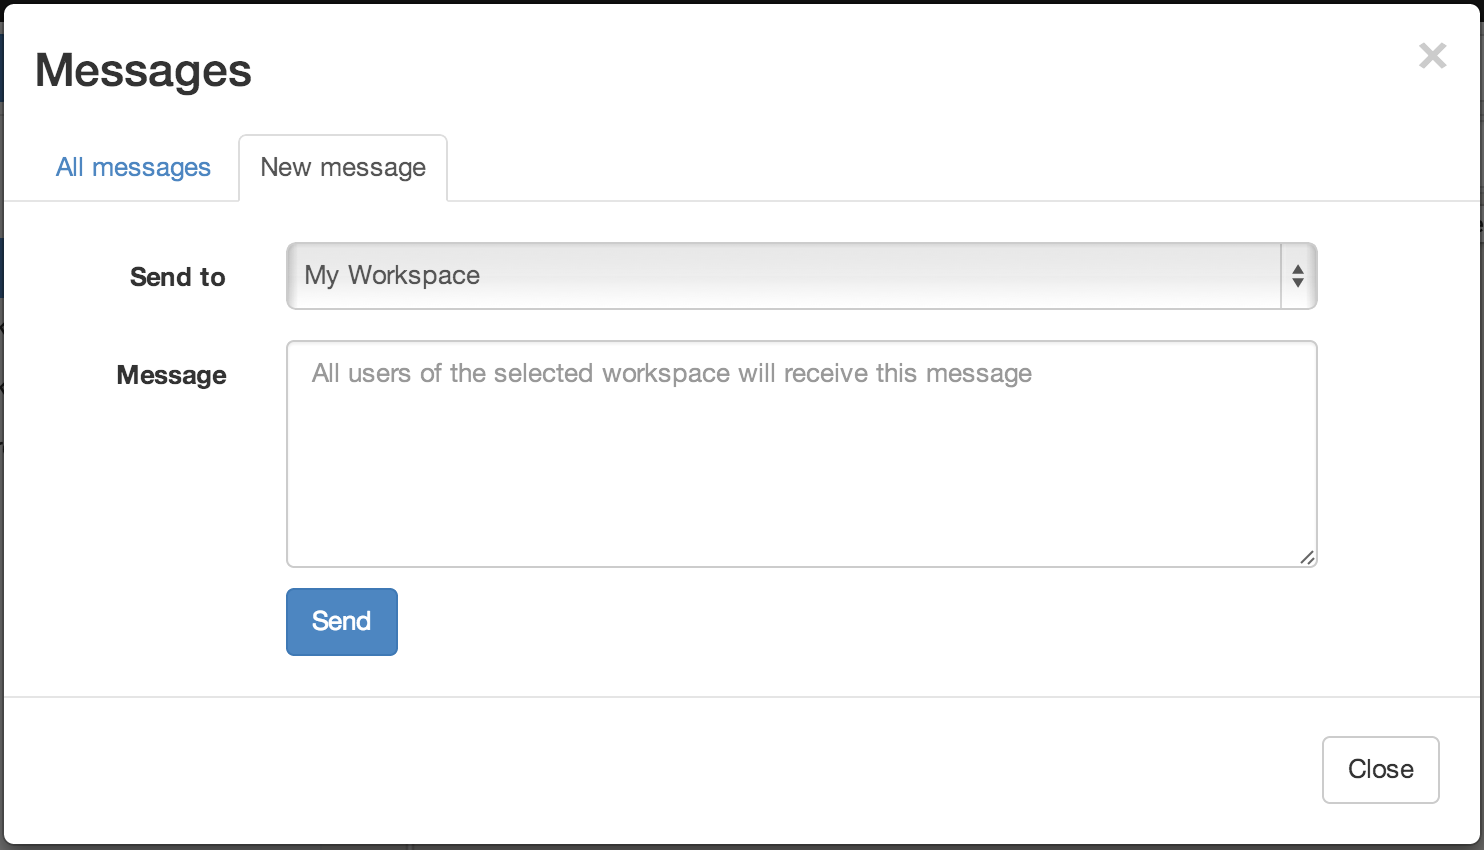 Messages
×
All messages
New message
Send to
My Workspace
Message
All users of the selected workspace will receive this message
Send
Close